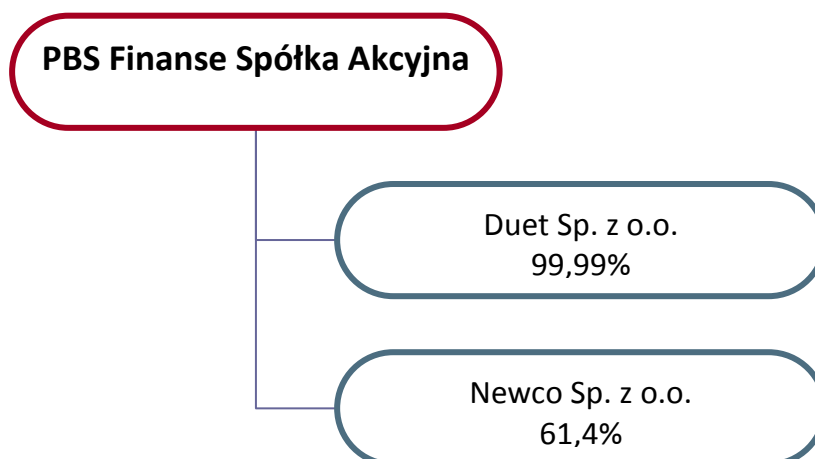 PBS Finanse Spółka Akcyjna
Duet Sp. z o.o.
99,99%
Newco Sp. z o.o.
61,4%